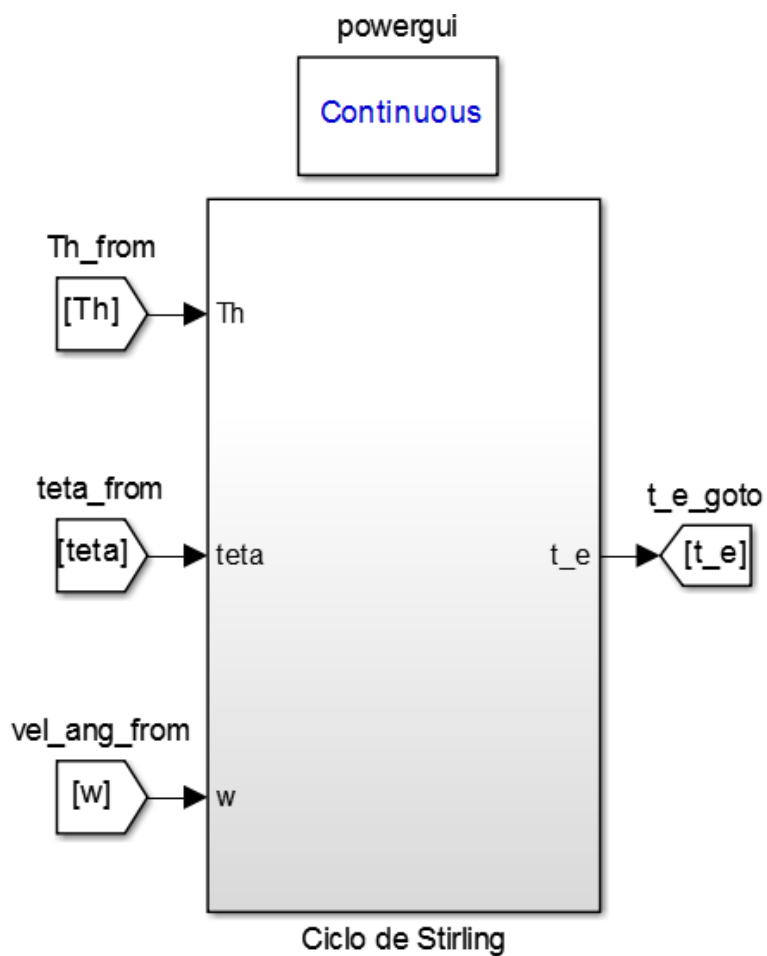 powergui
Continuous
Th_from
[Th]
Th
teta_from
[teta]
teta
t_e
t_e_goto
[t_e]
vel_ang_from
[w]
w
Ciclo de Stirling